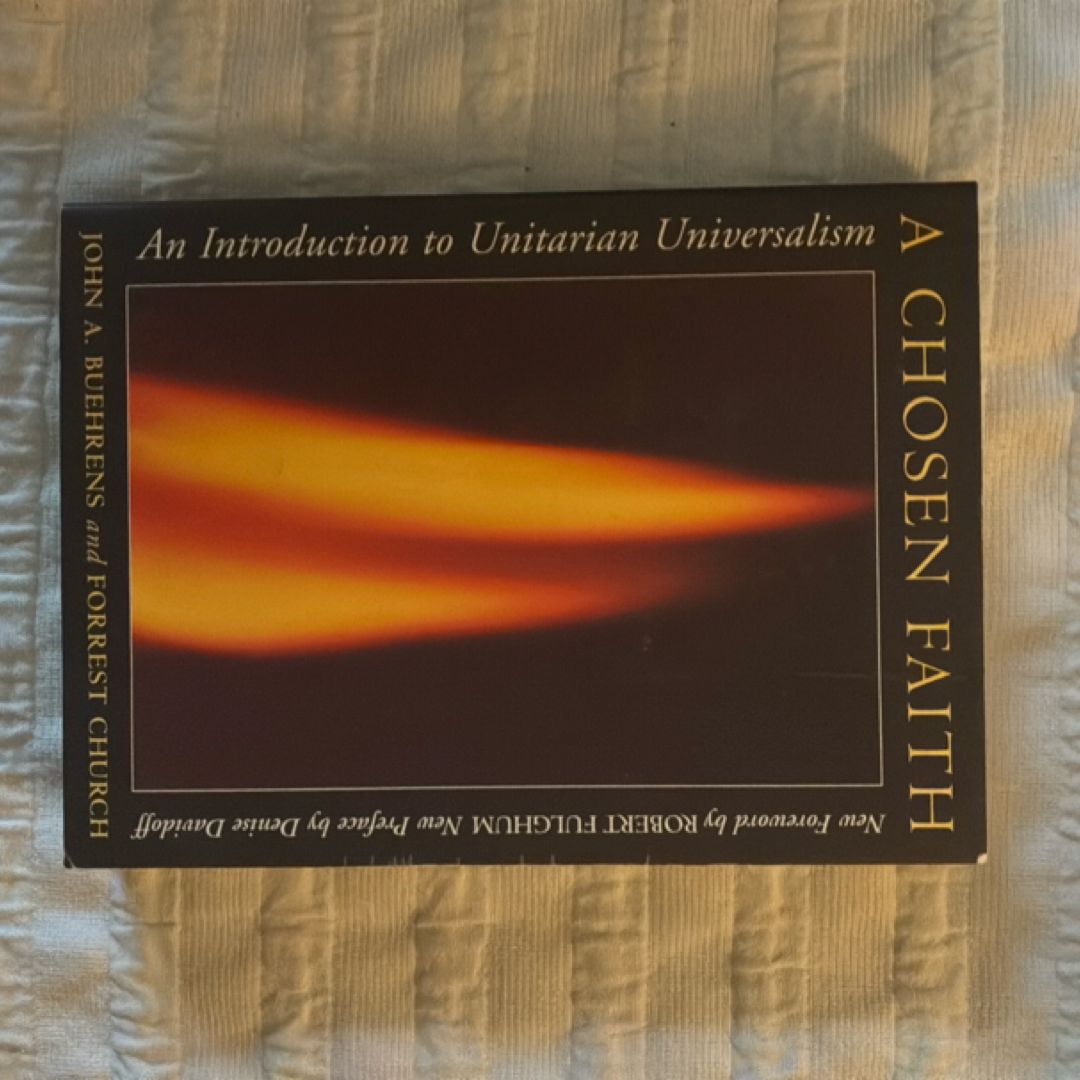 A CHOSEN FAITH
An Introduction to Unitarian Universalism
New Foreword by ROBERT FULGHUM New Preface by Denise Davidoff
JOHN A. BUEHRENS and FORREST CHURCH